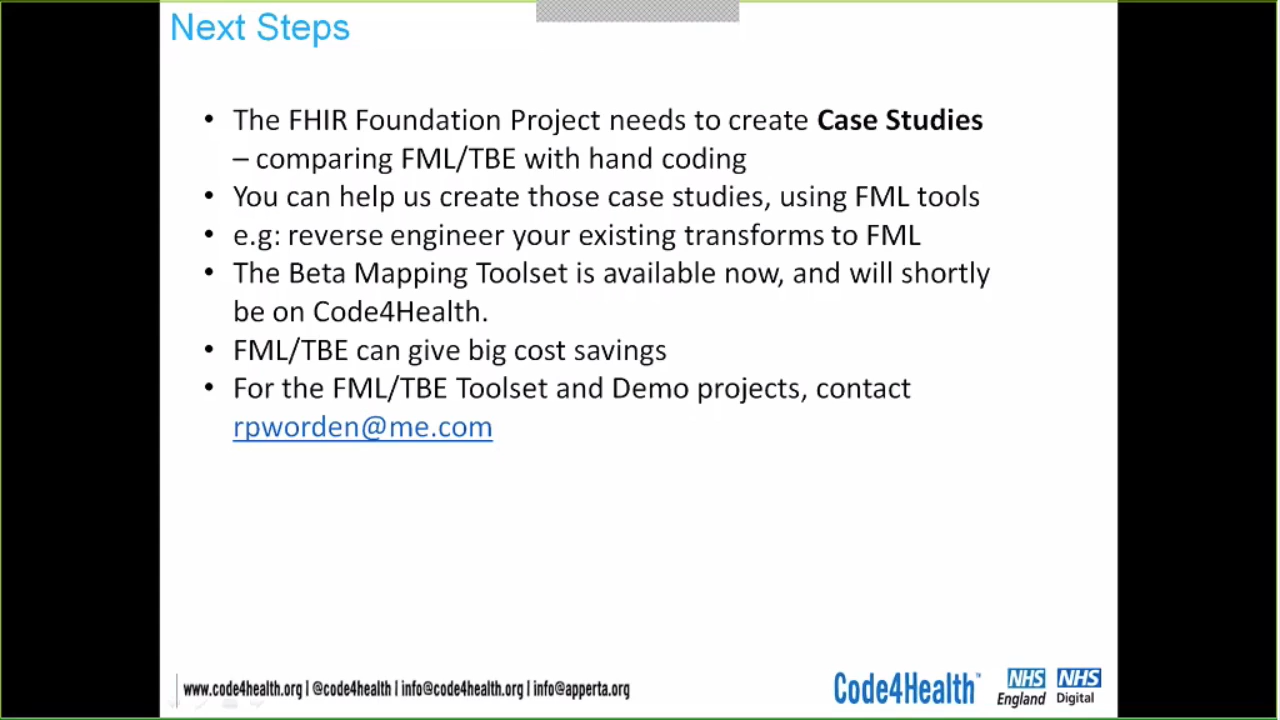 Next Steps
• The FHIR Foundation Project needs to create Case Studies
– comparing FML/TBE with hand coding
• You can help us create those case studies, using FML tools
• e.g: reverse engineer your existing transforms to FML
• The Beta Mapping Toolset is available now, and will shortly
be on Code4Health.
• FML/TBE can give big cost savings
• For the FML/TBE Toolset and Demo projects, contact
rpworden@me.com
www.code4health.org | @code4health | info@code4health.org | info@apperta.org
Code4Health™
NHS
England
NHS
Digital